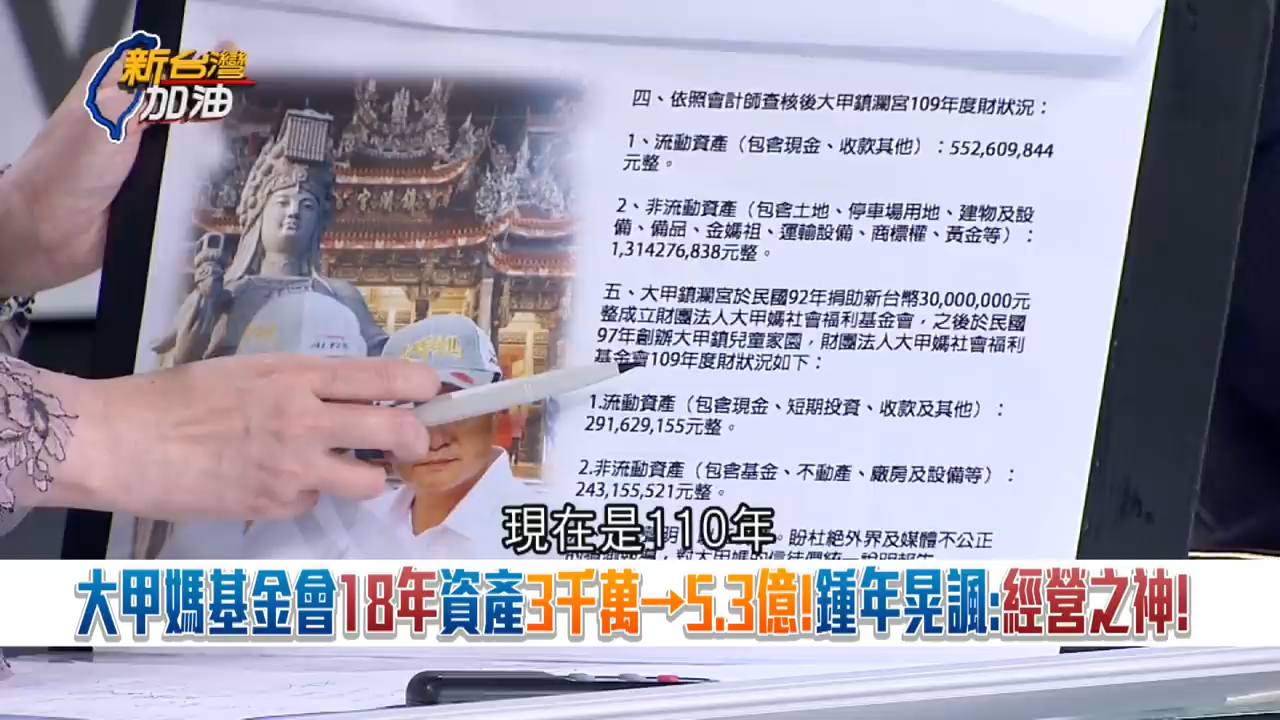 新台灣
加油
四、依照會計師查核後大甲鎮瀾宮109年度財狀況：
1、流動資產（包含現金、收款其他）：552,609,844
元整。
2、非流動資產（包含土地、停車場用地、建物及設
備、備品、金媽祖、運輸設備、商標權、黃金等）：
1,314276,838元整。
五、大甲鎮瀾宮於民國92年捐助新台幣30,000,000元
整成立財團法人大甲媽社會福利基金會，之後於民國
97年創辦大甲鎮兒童家園，財團法人大甲媽社會福利
基金會109年度財狀況如下：
1.流動資產（包含現金、短期投資、收款及其他）：
291,629,155元整。
2.非流動資產（包含基金、不動產、廠房及設備等）：
243,155,521元整。
盼杜絕外界及媒體不公正
現在是110年
大甲媽基金會18年資產3千萬→5.3億!鍾年晃諷:經營之神!